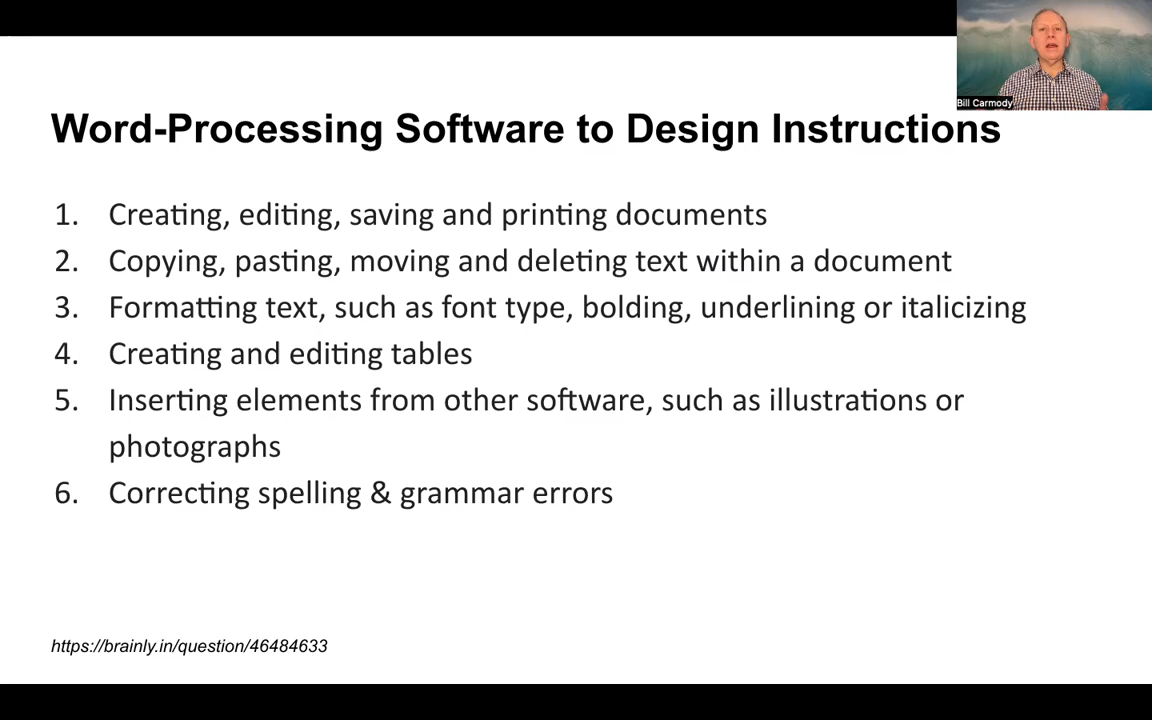 Bill Carmody
Word-Processing Software to Design Instructions
1. Creating, editing, saving and printing documents
2. Copying, pasting, moving and deleting text within a document
3. Formatting text, such as font type, bolding, underlining or italicizing
4. Creating and editing tables
5. Inserting elements from other software, such as illustrations or
photographs
6. Correcting spelling & grammar errors
https://brainly.in/question/46484633